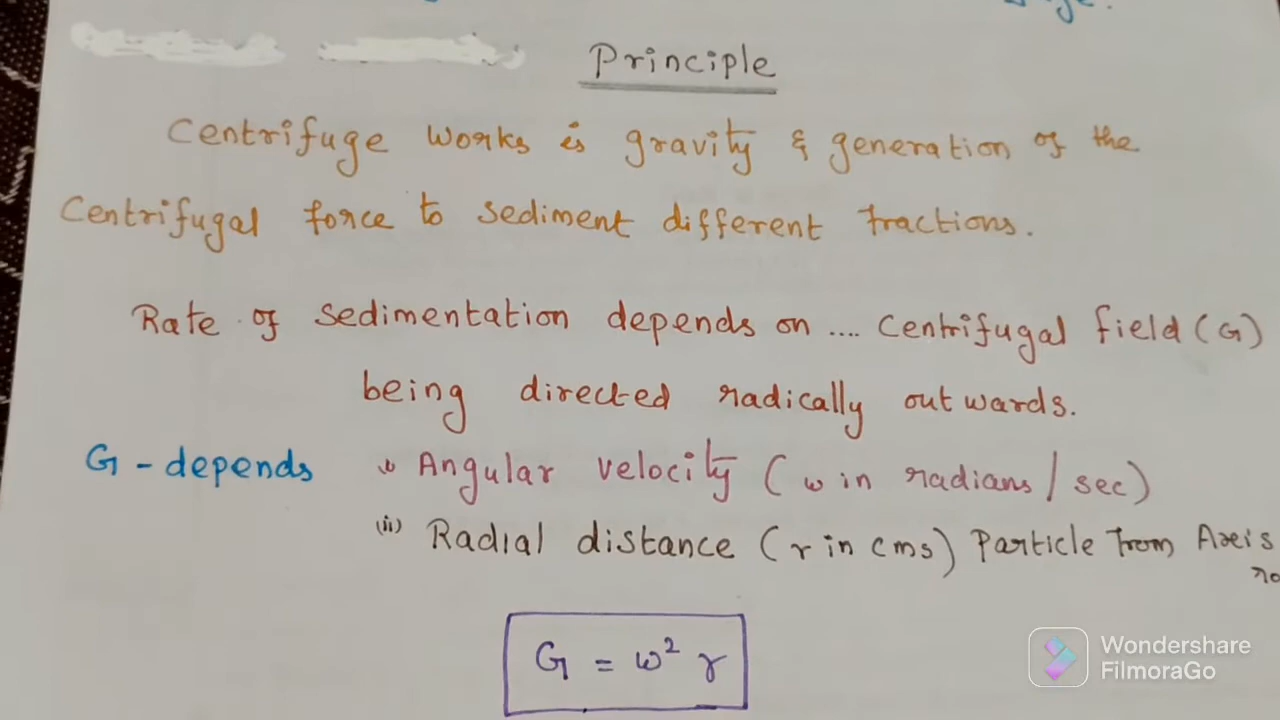 Principle
Centrifuge works is gravity & generation of the
Centrifugal force to sediment different fractions.
Rate of sedimentation depends on .... Centrifugal field (G)
being directed radically outwards.
G - depends (i) Angular velocity (ω in radians / sec)
(ii) Radial distance (r in cms) Particle from Axis
G = ω² r
Wondershare
FilmoraGo